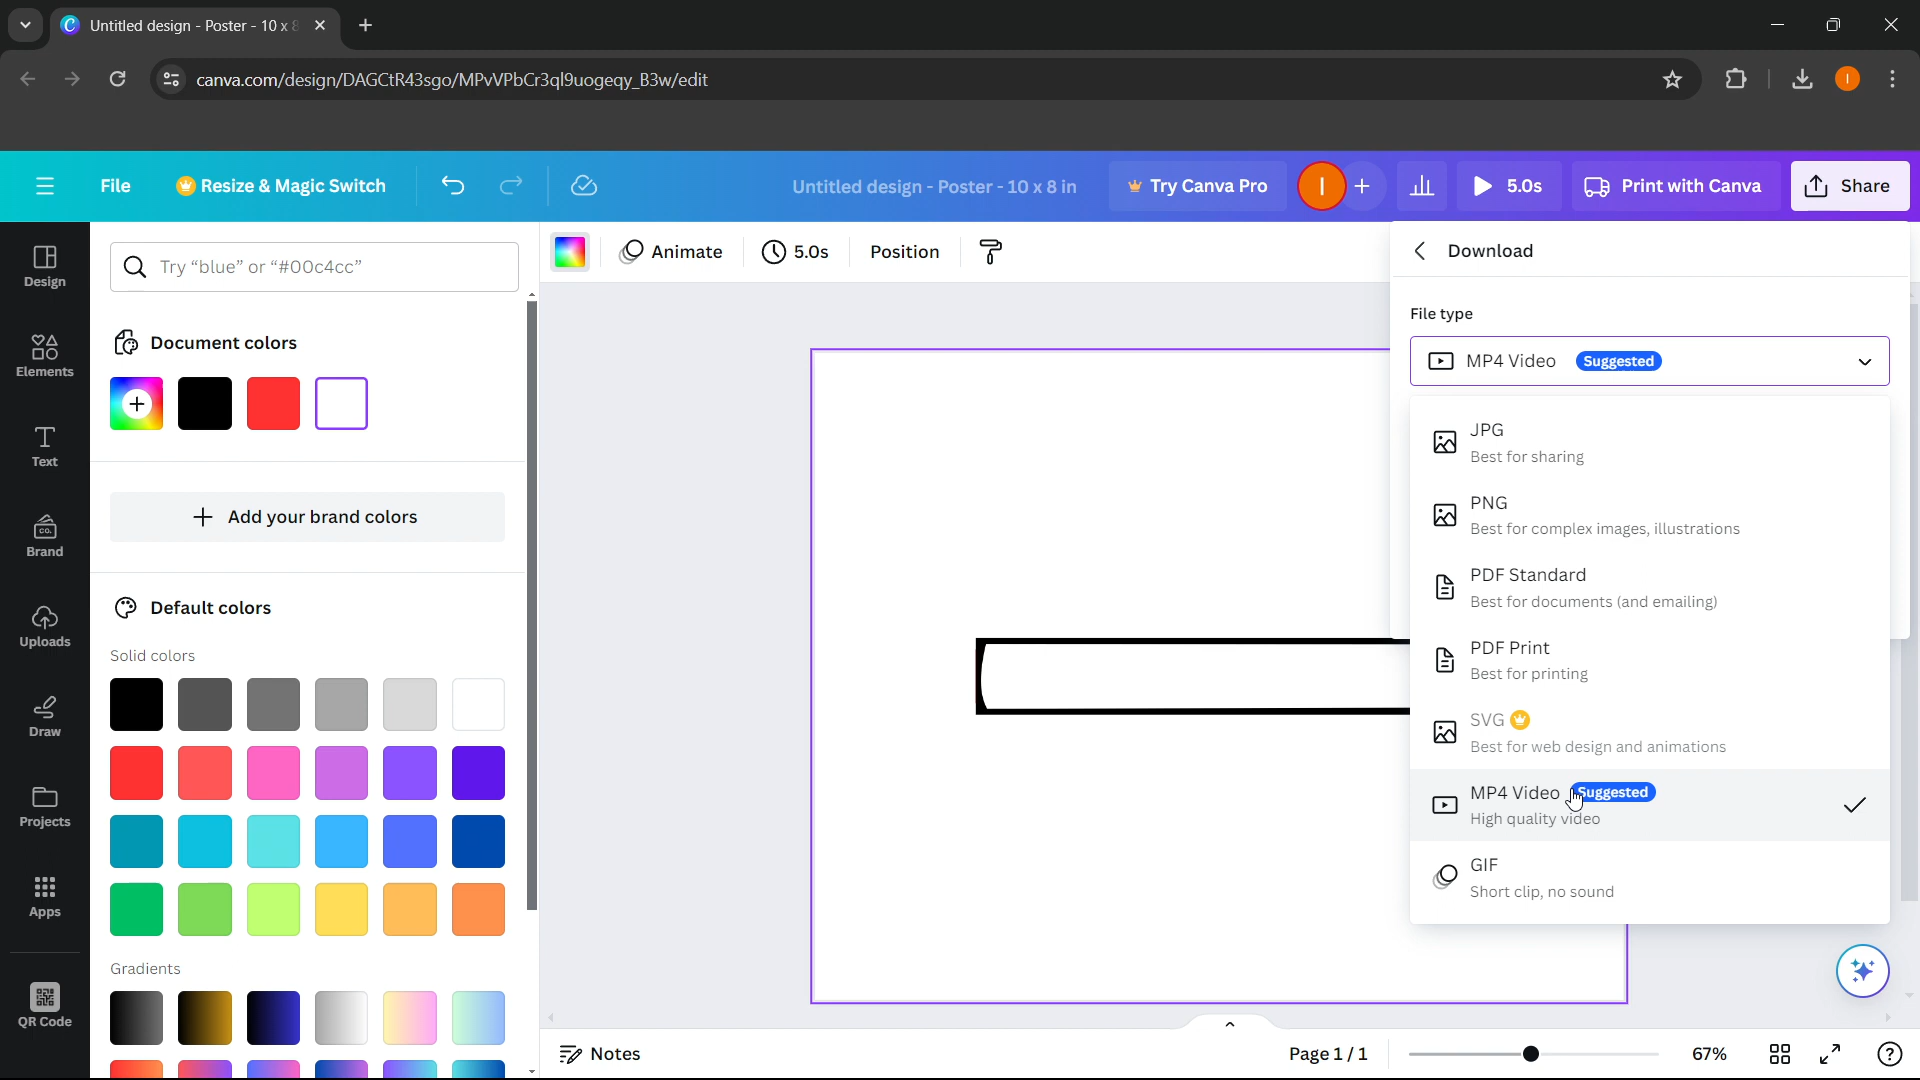 Untitled design - Poster - 10 x 8
canva.com/design/DAGCtR43sgo/MPvVPbCr3ql9uogeqy_B3w/edit
I
File
Resize & Magic Switch
Untitled design - Poster - 10 x 8 in
Try Canva Pro
I
5.0s
Print with Canva
Share
Design
Elements
Text
Brand
Uploads
Draw
Projects
Apps
QR Code
Try “blue” or “#00c4cc”
Document colors
Add your brand colors
Default colors
Solid colors
Gradients
Animate
5.0s
Position
Download
File type
MP4 Video Suggested
JPG
Best for sharing
PNG
Best for complex images, illustrations
PDF Standard
Best for documents (and emailing)
PDF Print
Best for printing
SVG
Best for web design and animations
MP4 Video Suggested
High quality video
GIF
Short clip, no sound
Notes
Page 1 / 1
67%